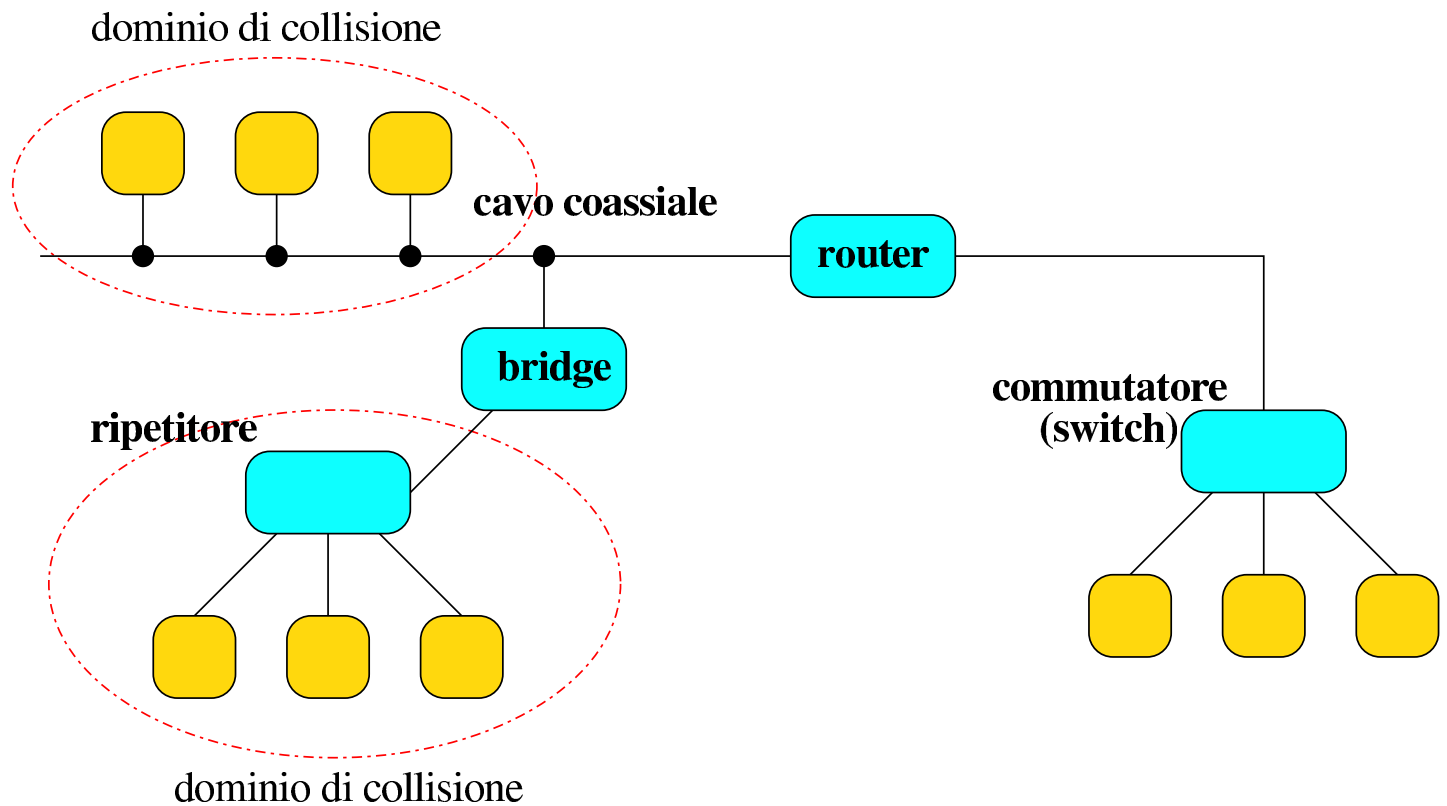 dominio di collisione
cavo coassiale
router
bridge
commutatore
(switch)
ripetitore
dominio di collisione